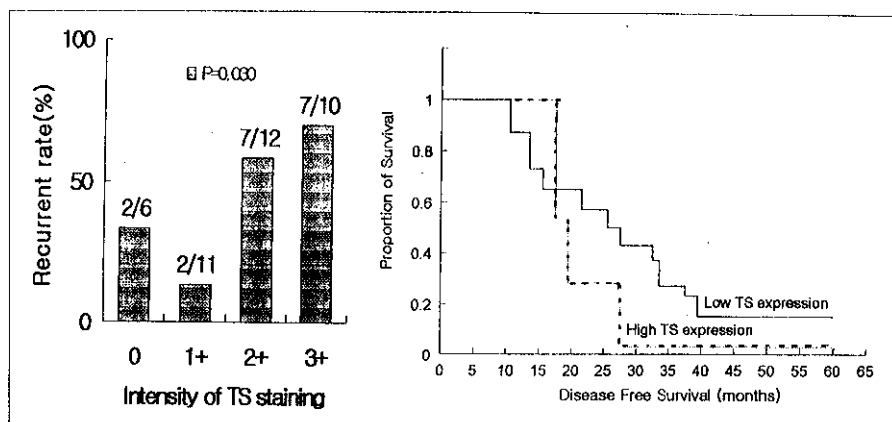 100
50
0
Recurrent rate(%)
P=0.030
2/6
2/11
7/12
7/10
0 1+ 2+ 3+
Intensity of TS staining
1
0.8
0.6
0.4
0.2
0
Proportion of Survival
Low TS expression
High TS expression
0 5 10 15 20 25 30 35 40 45 50 55 60 65
Disease Free Survival (months)